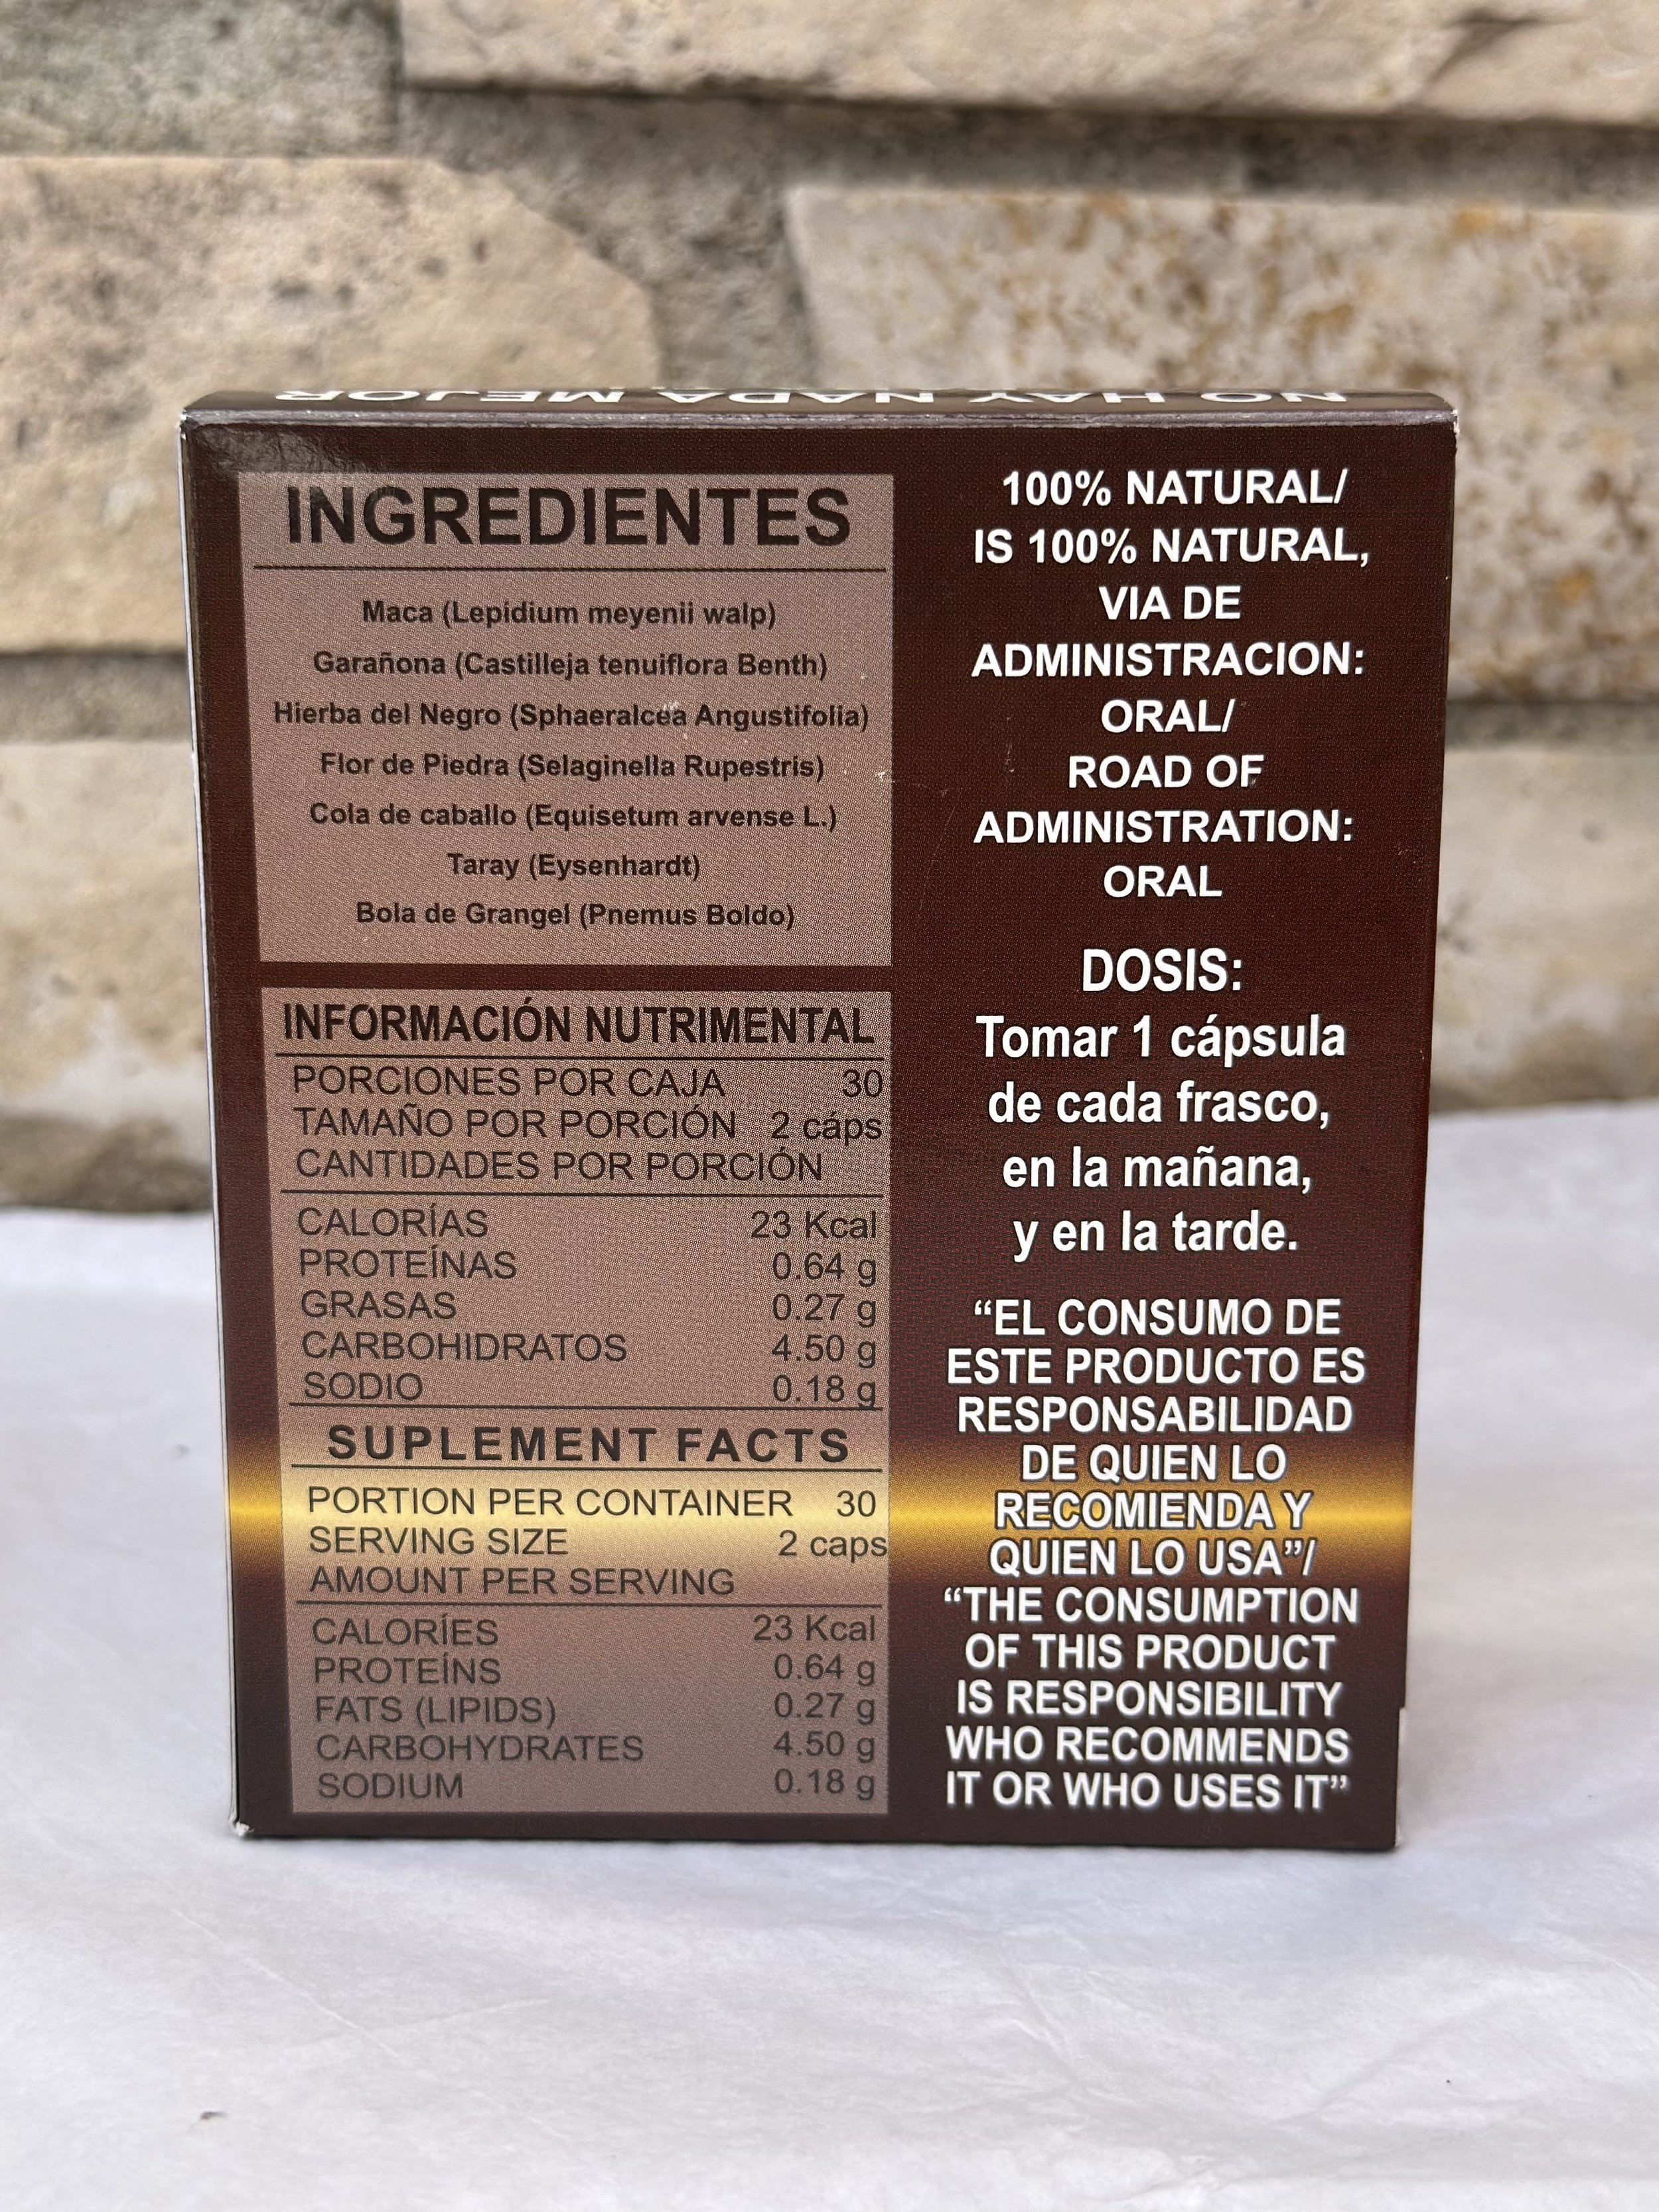 NO HAY NADA MEJOR
INGREDIENTES
Maca (Lepidium meyenii walp)
Garañona (Castilleja tenuiflora Benth)
Hierba del Negro (Sphaeralcea Angustifolia)
Flor de Piedra (Selaginella Rupestris)
Cola de caballo (Equisetum arvense L.)
Taray (Eysenhardt)
Bola de Grangel (Pnemus Boldo)
INFORMACIÓN NUTRIMENTAL
PORCIONES POR CAJA 30
TAMAÑO POR PORCIÓN 2 cáps
CANTIDADES POR PORCIÓN
CALORÍAS 23 Kcal
PROTEÍNAS 0.64 g
GRASAS 0.27 g
CARBOHIDRATOS 4.50 g
SODIO 0.18 g
SUPLEMENT FACTS
PORTION PER CONTAINER 30
SERVING SIZE 2 caps
AMOUNT PER SERVING
CALORÍES 23 Kcal
PROTEÍNS 0.64 g
FATS (LIPIDS) 0.27 g
CARBOHYDRATES 4.50 g
SODIUM 0.18 g
100% NATURAL/
IS 100% NATURAL,
VIA DE
ADMINISTRACION:
ORAL/
ROAD OF
ADMINISTRATION:
ORAL
DOSIS:
Tomar 1 cápsula
de cada frasco,
en la mañana,
y en la tarde.
“EL CONSUMO DE
ESTE PRODUCTO ES
RESPONSABILIDAD
DE QUIEN LO
RECOMIENDA Y
QUIEN LO USA”/
“THE CONSUMPTION
OF THIS PRODUCT
IS RESPONSIBILITY
WHO RECOMMENDS
IT OR WHO USES IT”